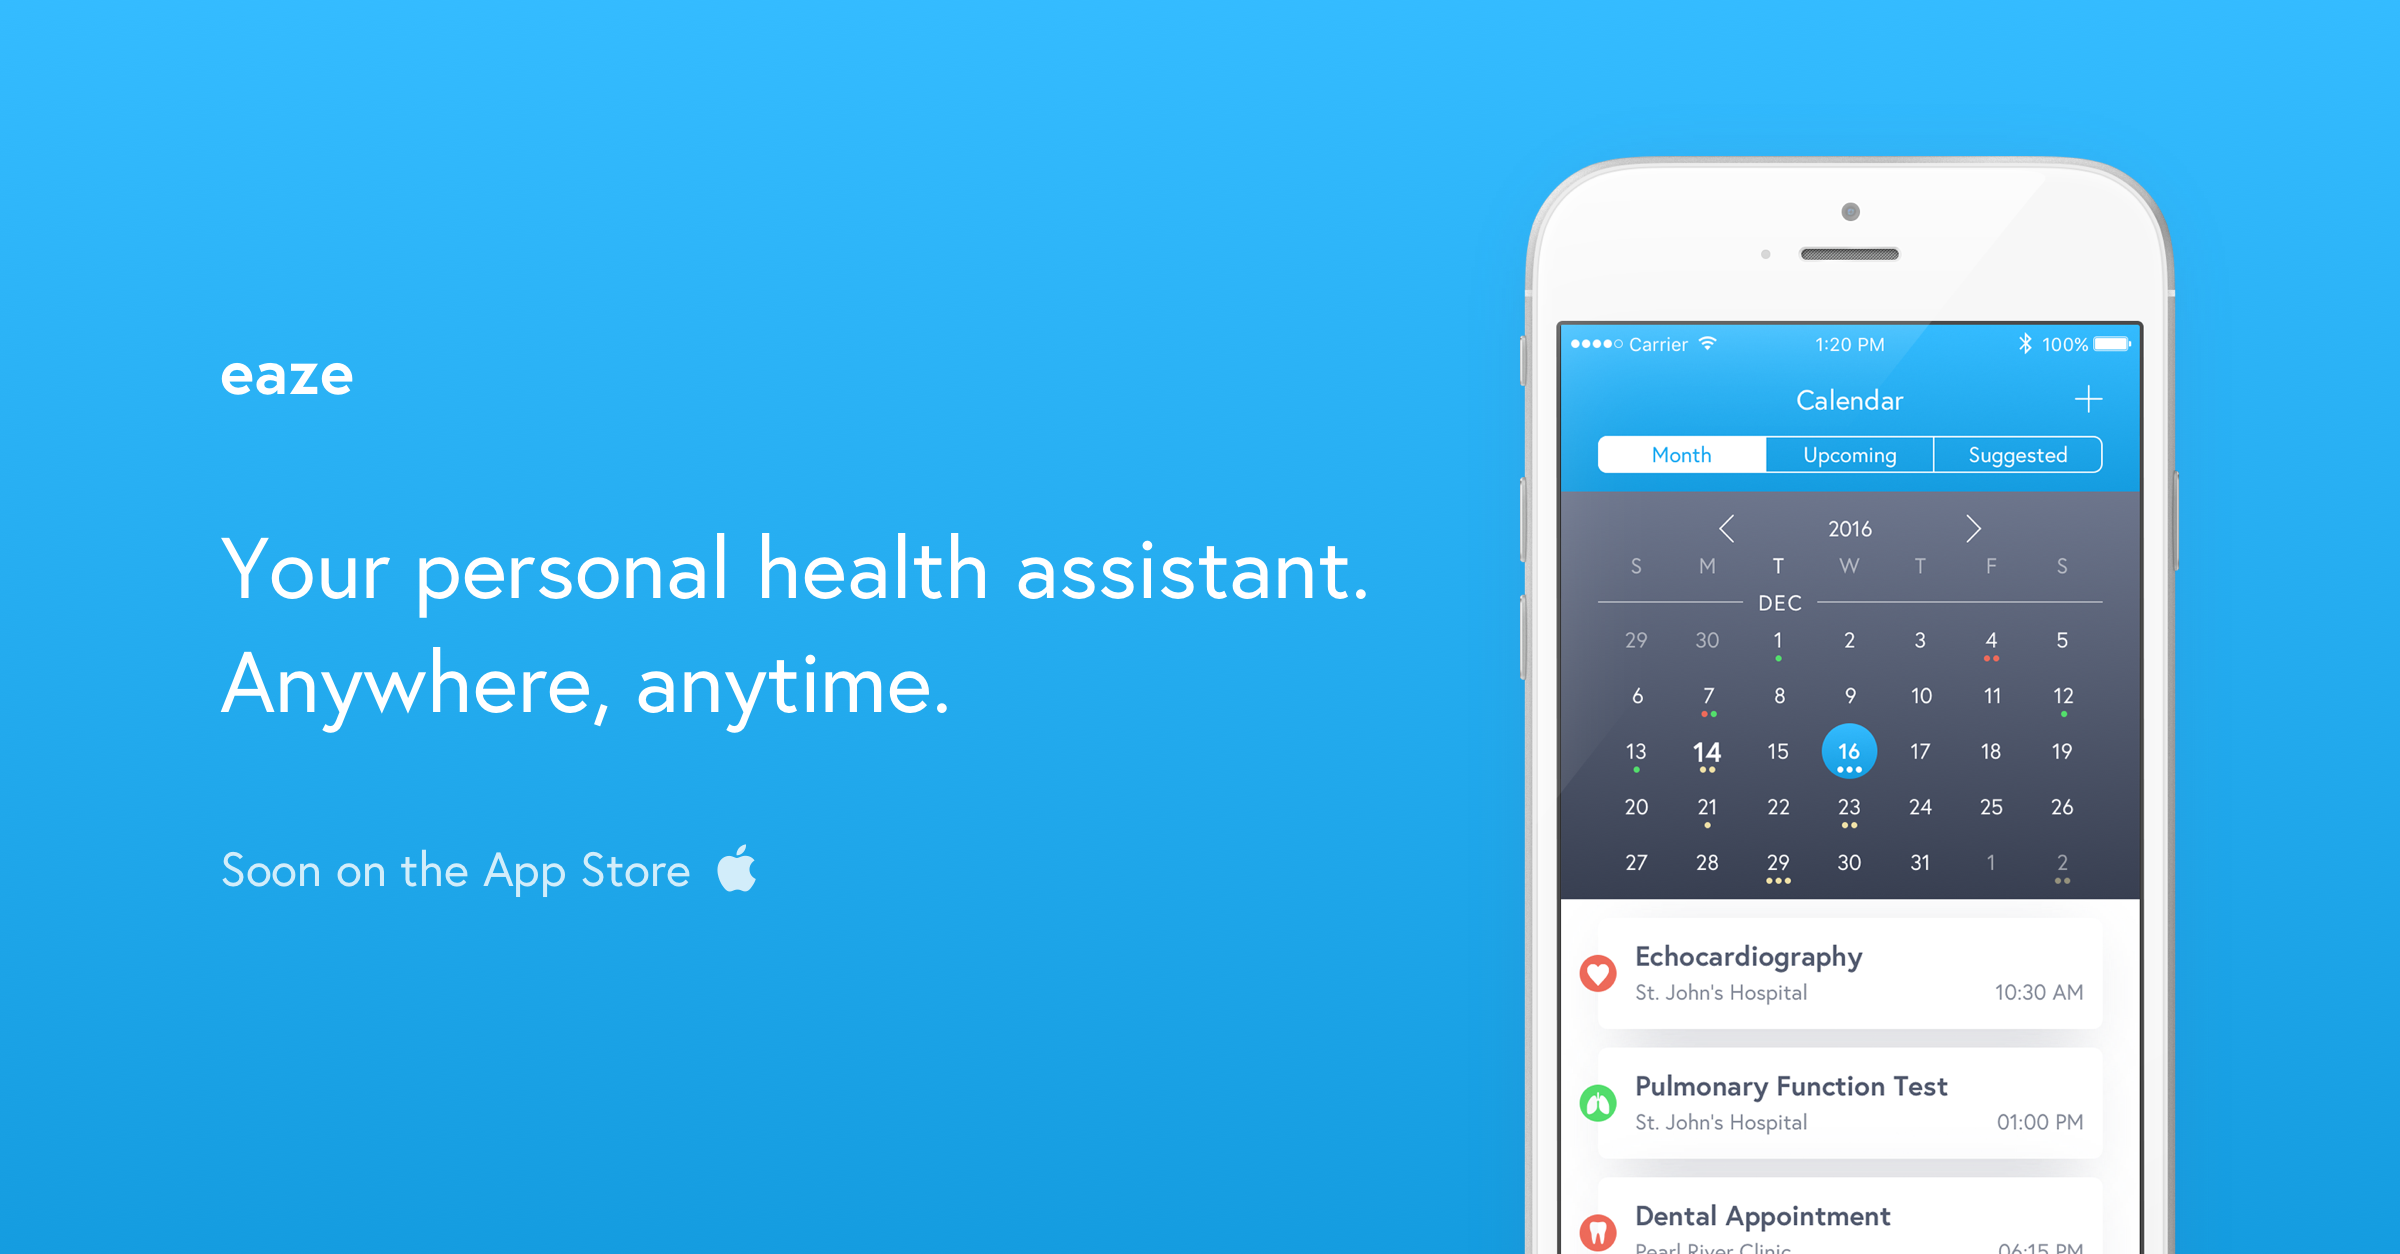 eaze
Your personal health assistant.
Anywhere, anytime.
Soon on the App Store
Carrier 1:20 PM 100%
Calendar
Month Upcoming Suggested
2016
S M T W T F S
DEC
29 30 1 2 3 4 5
6 7 8 9 10 11 12
13 14 15 16 17 18 19
20 21 22 23 24 25 26
27 28 29 30 31 1 2
Echocardiography
St. John's Hospital 10:30 AM
Pulmonary Function Test
St. John's Hospital 01:00 PM
Dental Appointment
Pearl River Clinic 06:15 PM